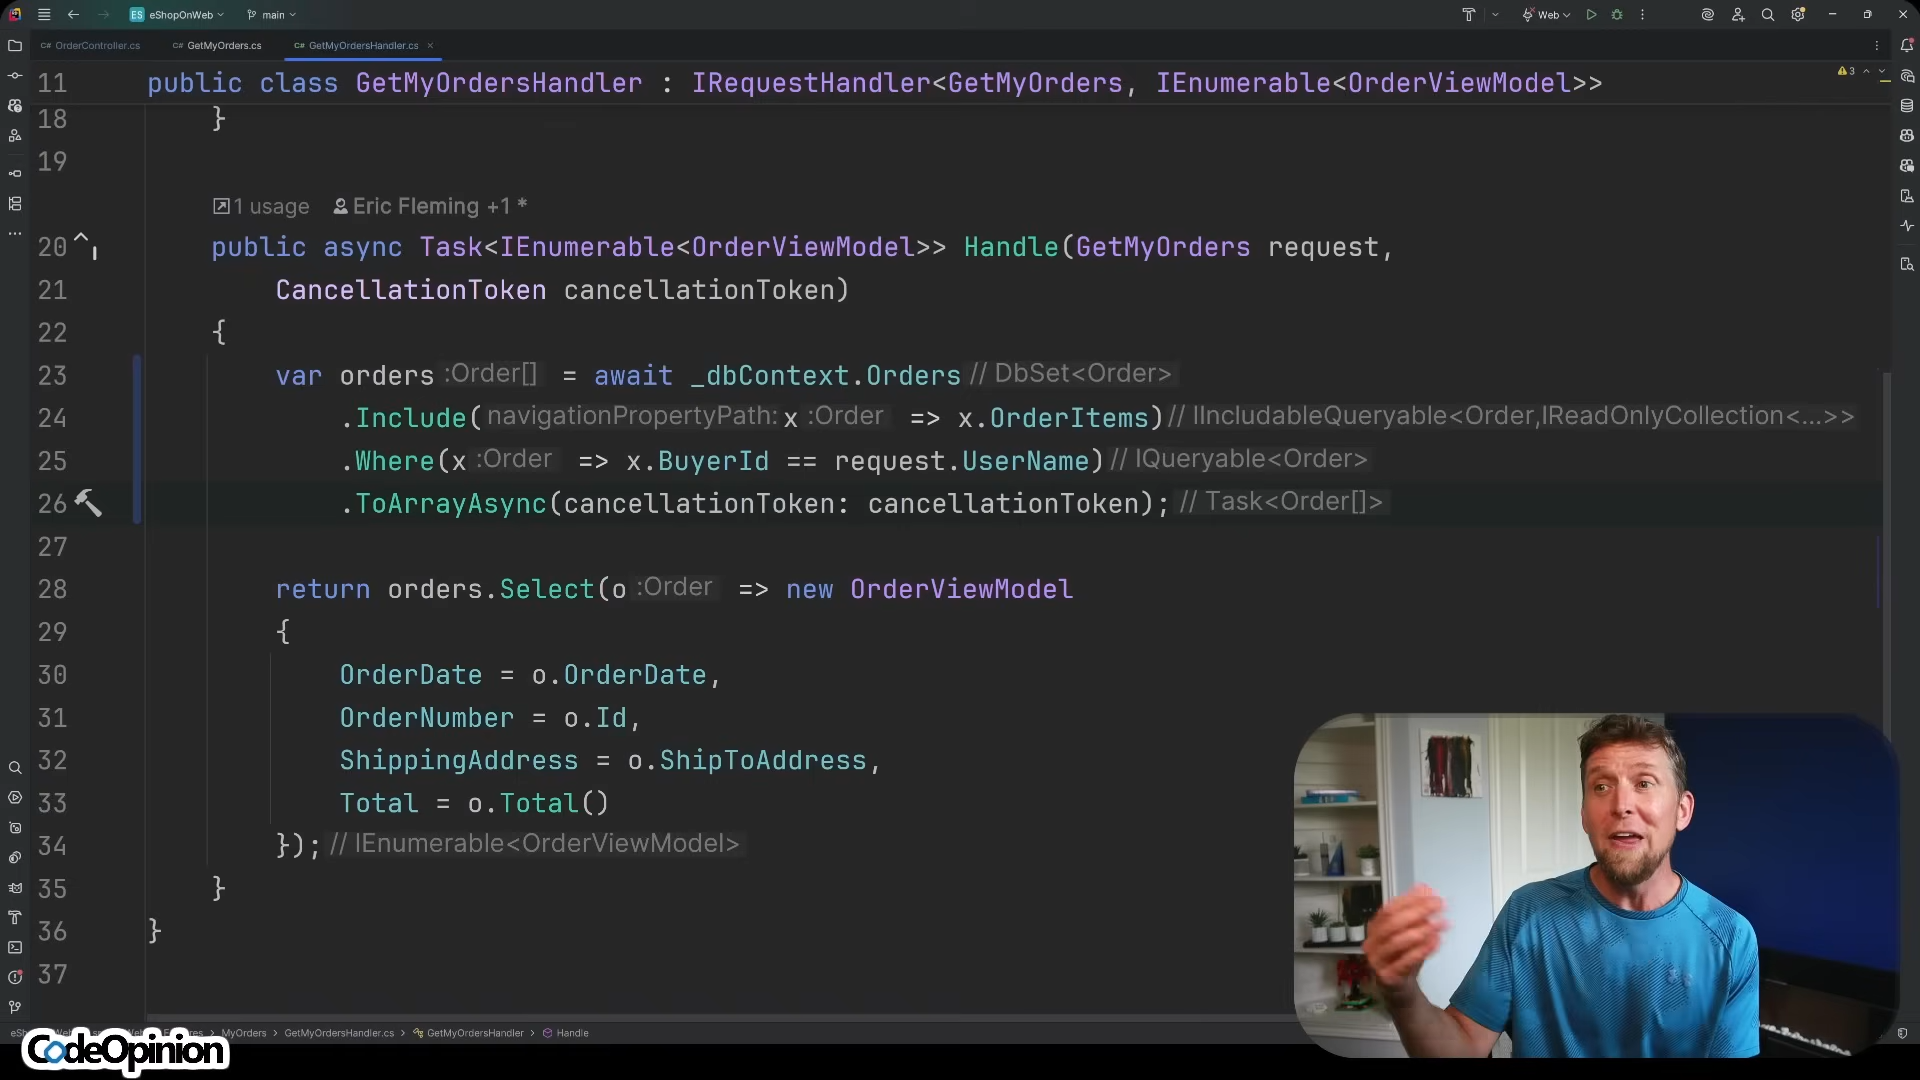 ES eShopOnWeb main Web
OrderController.cs GetMyOrders.cs GetMyOrdersHandler.cs
11 public class GetMyOrdersHandler : IRequestHandler<GetMyOrders, IEnumerable<OrderViewModel>>
3
18 }
19
1 usage Eric Fleming +1 *
20 public async Task<IEnumerable<OrderViewModel>> Handle(GetMyOrders request,
21 CancellationToken cancellationToken)
22 {
23 var orders :Order[] = await _dbContext.Orders // DbSet<Order>
24 .Include( navigationPropertyPath: x :Order => x.OrderItems) // IIncludableQueryable<Order,IReadOnlyCollection<...>>
25 .Where(x :Order => x.BuyerId == request.UserName) // IQueryable<Order>
26 .ToArrayAsync(cancellationToken: cancellationToken); // Task<Order[]>
27
28 return orders.Select(o :Order => new OrderViewModel
29 {
30 OrderDate = o.OrderDate,
31 OrderNumber = o.Id,
32 ShippingAddress = o.ShipToAddress,
33 Total = o.Total()
34 }); // IEnumerable<OrderViewModel>
35 }
36 }
37
MyOrders > GetMyOrdersHandler.cs > GetMyOrdersHandler > Handle
CodeOpinion